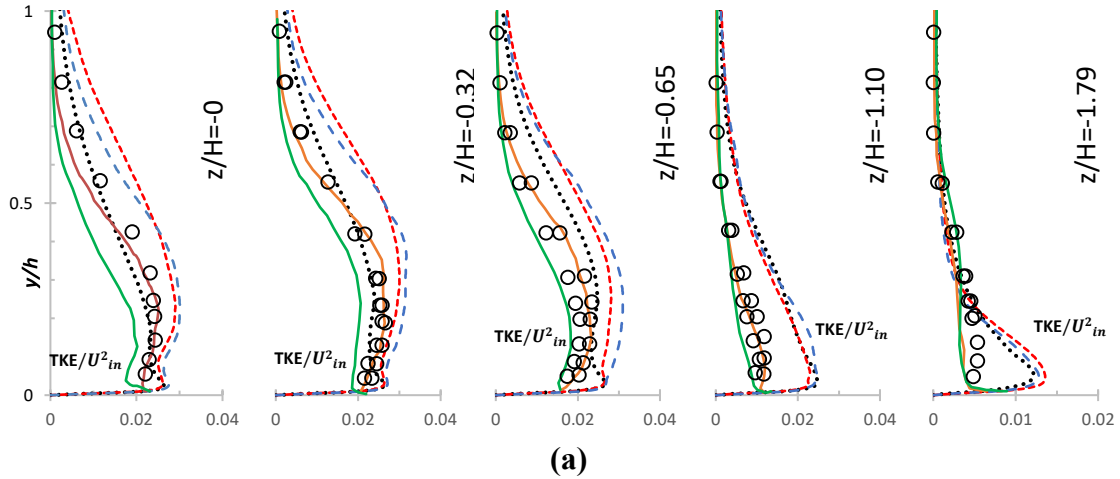 1
0.5
0
y/h
TKE/U²in
z/H=-0
TKE/U²in
z/H=-0.32
TKE/U²in
z/H=-0.65
TKE/U²in
z/H=-1.10
TKE/U²in
z/H=-1.79
0 0.02 0.04
0 0.02 0.04
0 0.02 0.04
0 0.02 0.04
0 0.01 0.02
(a)